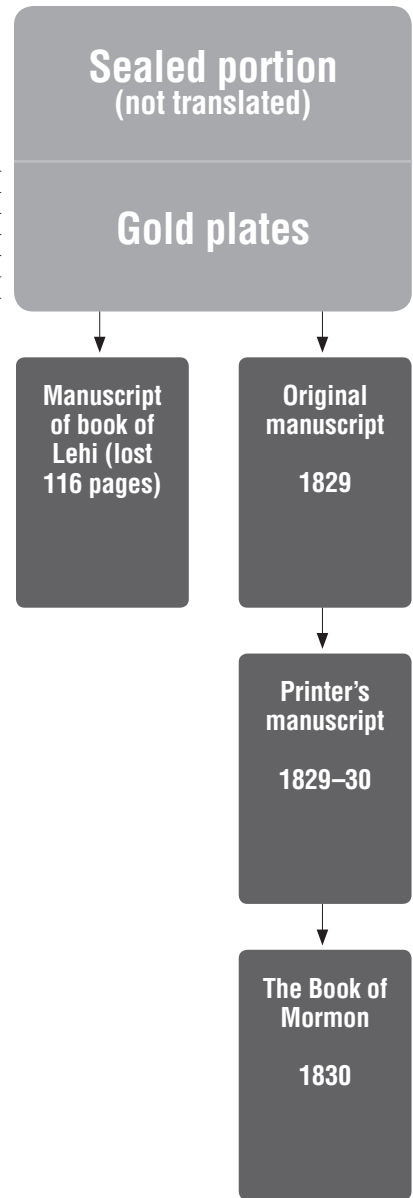 Sealed portion
(not translated)
Gold plates
Manuscript
of book of
Lehi (lost
116 pages)
Original
manuscript
1829
Printer’s
manuscript
1829–30
The Book of
Mormon
1830